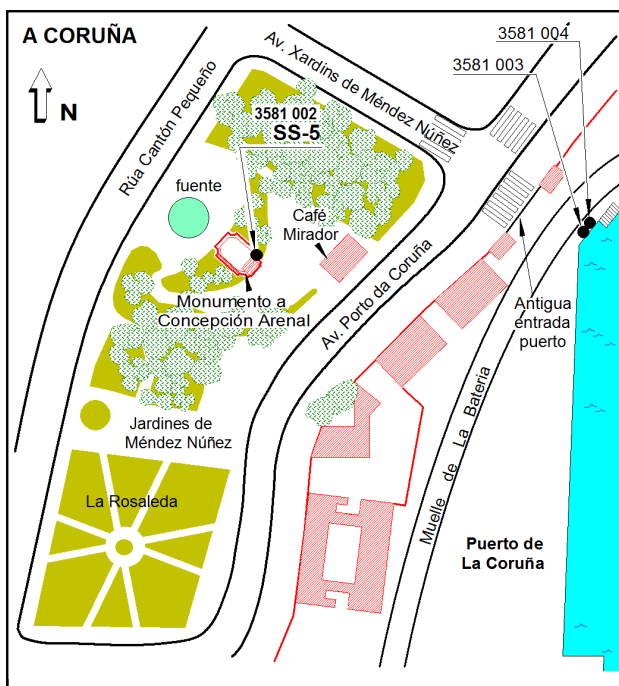 A CORUÑA
N
Rúa Cantón Pequeño
Av. Xardins de Méndez Núñez
3581 004
3581 003
3581 002
SS-5
fuente
Café
Mirador
Monumento a
Concepción Arenal
Av. Porto da Coruña
Antigua
entrada
puerto
Jardines de
Méndez Núñez
La Rosaleda
Muelle de La Bateria
Puerto de
La Coruña